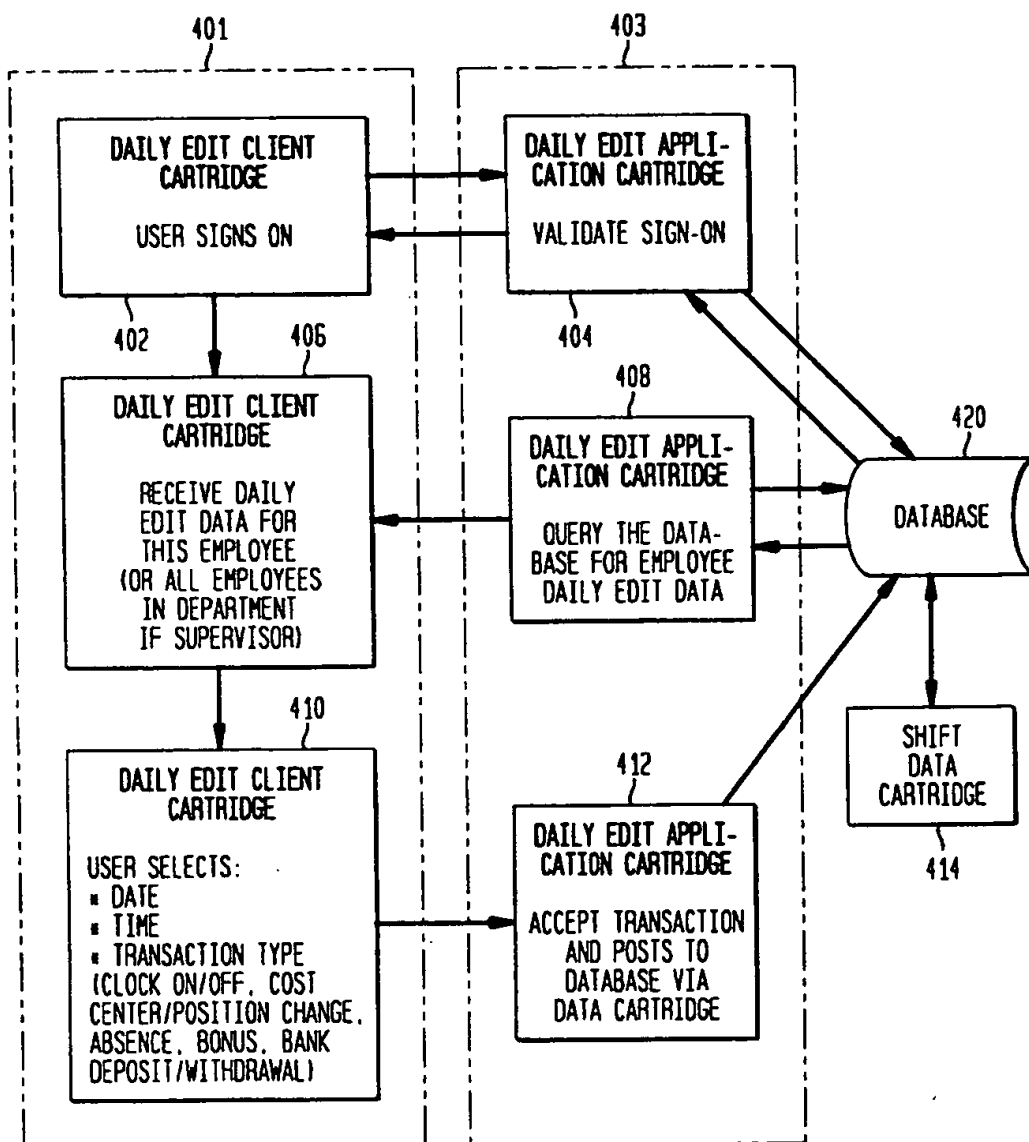 401
403
DAILY EDIT CLIENT
CARTRIDGE
USER SIGNS ON
402
DAILY EDIT APPLI-
CATION CARTRIDGE
VALIDATE SIGN-ON
404
406
DAILY EDIT CLIENT
CARTRIDGE
RECEIVE DAILY
EDIT DATA FOR
THIS EMPLOYEE
(OR ALL EMPLOYEES
IN DEPARTMENT
IF SUPERVISOR)
408
DAILY EDIT APPLI-
CATION CARTRIDGE
QUERY THE DATA-
BASE FOR EMPLOYEE
DAILY EDIT DATA
420
DATABASE
410
DAILY EDIT CLIENT
CARTRIDGE
USER SELECTS:
* DATE
* TIME
* TRANSACTION TYPE
(CLOCK ON/OFF, COST
CENTER/POSITION CHANGE,
ABSENCE, BONUS, BANK
DEPOSIT/WITHDRAWAL)
412
DAILY EDIT APPLI-
CATION CARTRIDGE
ACCEPT TRANSACTION
AND POSTS TO
DATABASE VIA
DATA CARTRIDGE
SHIFT
DATA
CARTRIDGE
414